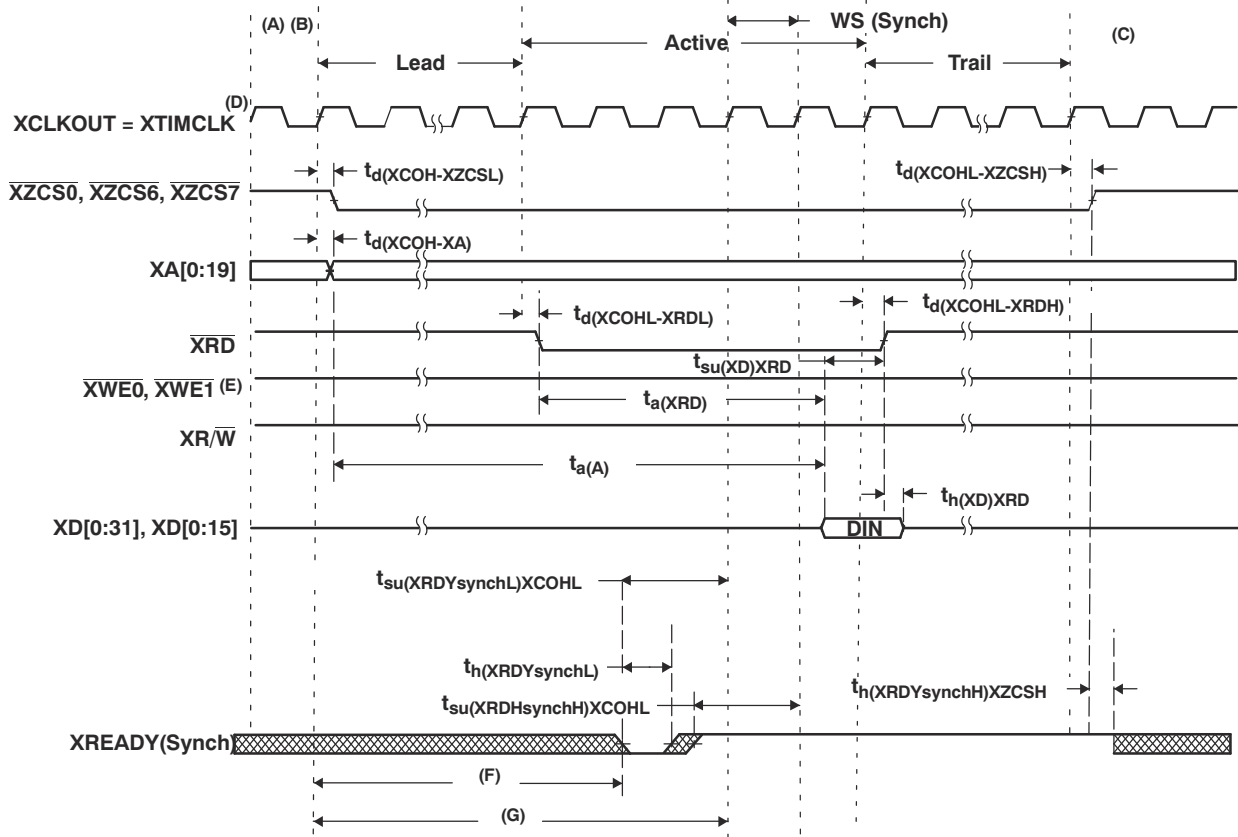 (A) (B)
WS (Synch)
(C)
Active
Lead
Trail
(D)
XCLKOUT = XTIMCLK
td(XCOH-XZCSL)
td(XCOHL-XZCSH)
XZCS0, XZCS6, XZCS7
td(XCOH-XA)
XA[0:19]
td(XCOHL-XRDL)
td(XCOHL-XRDH)
XRD
tsu(XD)XRD
XWE0, XWE1 (E)
ta(XRD)
XR/W
ta(A)
th(XD)XRD
XD[0:31], XD[0:15]
DIN
tsu(XRDYsynchL)XCOHL
th(XRDYsynchL)
th(XRDYsynchH)XZCSH
tsu(XRDHsynchH)XCOHL
XREADY(Synch)
(F)
(G)